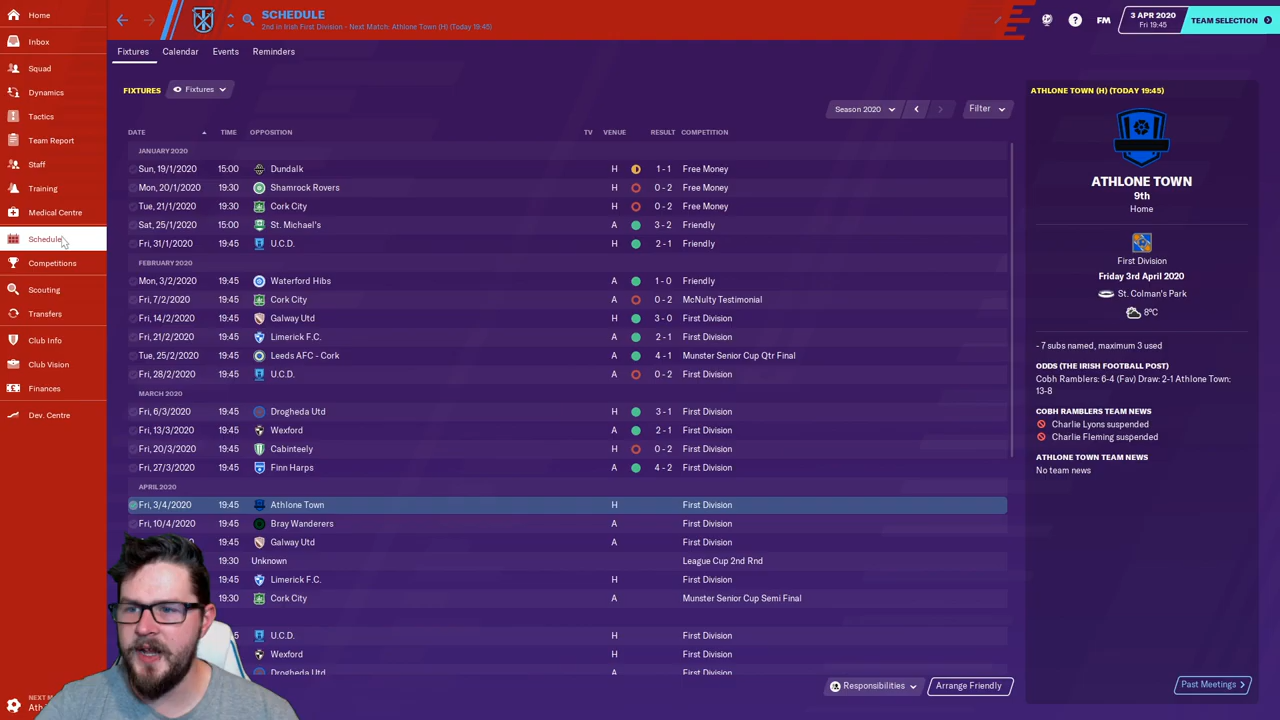 Home
Inbox
Squad
Dynamics
Tactics
Team Report
Staff
Training
Medical Centre
Schedule
Competitions
Scouting
Transfers
Club Info
Club Vision
Finances
Dev. Centre
SCHEDULE
2nd in Irish First Division - Next Match: Athlone Town (H) (Today 19:45)
FM
3 APR 2020
Fri 19:45
TEAM SELECTION
Fixtures Calendar Events Reminders
FIXTURES Fixtures
Season 2020 Filter
DATE TIME OPPOSITION TV VENUE RESULT COMPETITION
JANUARY 2020
Sun, 19/1/2020 15:00 Dundalk H 1 - 1 Free Money
Mon, 20/1/2020 19:30 Shamrock Rovers H 0 - 2 Free Money
Tue, 21/1/2020 19:30 Cork City H 0 - 2 Free Money
Sat, 25/1/2020 15:00 St. Michael's A 3 - 2 Friendly
Fri, 31/1/2020 19:45 U.C.D. H 2 - 1 Friendly
FEBRUARY 2020
Mon, 3/2/2020 19:45 Waterford Hibs A 1 - 0 Friendly
Fri, 7/2/2020 19:45 Cork City A 0 - 2 McNulty Testimonial
Fri, 14/2/2020 19:45 Galway Utd H 3 - 0 First Division
Fri, 21/2/2020 19:45 Limerick F.C. A 2 - 1 First Division
Tue, 25/2/2020 19:45 Leeds AFC - Cork A 4 - 1 Munster Senior Cup Qtr Final
Fri, 28/2/2020 19:45 U.C.D. A 0 - 2 First Division
MARCH 2020
Fri, 6/3/2020 19:45 Drogheda Utd H 3 - 1 First Division
Fri, 13/3/2020 19:45 Wexford A 2 - 1 First Division
Fri, 20/3/2020 19:45 Cabinteely H 0 - 2 First Division
Fri, 27/3/2020 19:45 Finn Harps A 4 - 2 First Division
APRIL 2020
Fri, 3/4/2020 19:45 Athlone Town H First Division
Fri, 10/4/2020 19:45 Bray Wanderers A First Division
19:45 Galway Utd A First Division
19:30 Unknown League Cup 2nd Rnd
19:45 Limerick F.C. H First Division
19:30 Cork City A Munster Senior Cup Semi Final
U.C.D. H First Division
Wexford H First Division
Drogheda Utd A First Division
Responsibilities Arrange Friendly
ATHLONE TOWN (H) (TODAY 19:45)
ATHLONE TOWN
9th
Home
First Division
Friday 3rd April 2020
St. Colman's Park
8°C
- 7 subs named, maximum 3 used
ODDS (THE IRISH FOOTBALL POST)
Cobh Ramblers: 6-4 (Fav) Draw: 2-1 Athlone Town:
13-8
COBH RAMBLERS TEAM NEWS
Charlie Lyons suspended
Charlie Fleming suspended
ATHLONE TOWN TEAM NEWS
No team news
Past Meetings